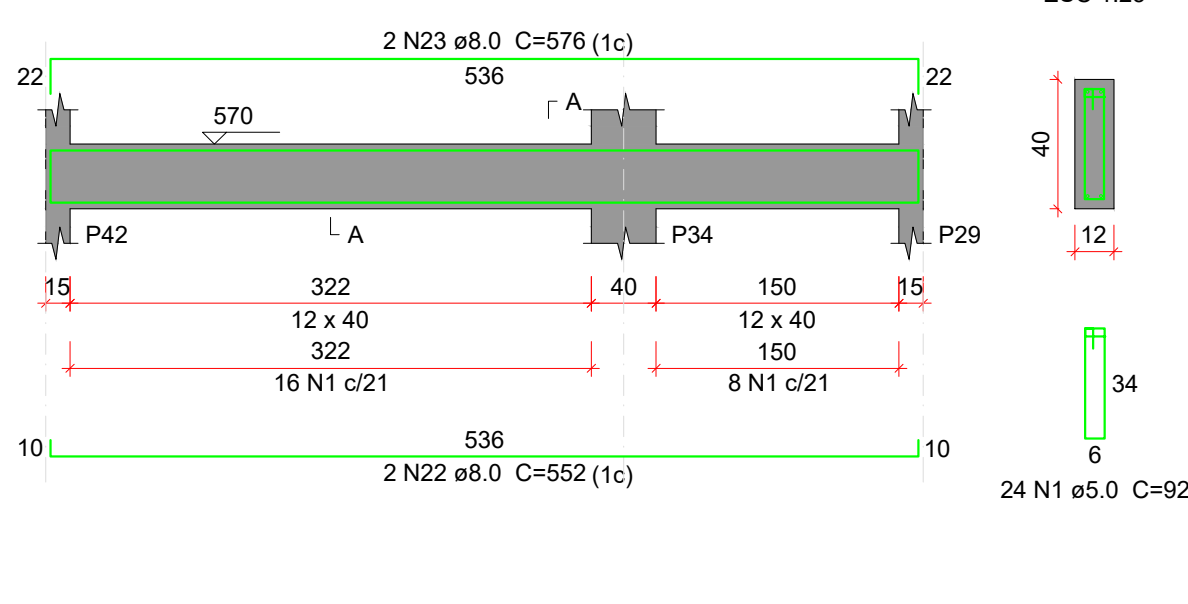 2 N23 ø8.0 C=576 (1c)
22 536 22
A
570
40
P42 A P34 P29
12
15 322 40 150 15
12 x 40 12 x 40
322 150
16 N1 c/21 8 N1 c/21
34
10 536 10
6
2 N22 ø8.0 C=552 (1c)
24 N1 ø5.0 C=92